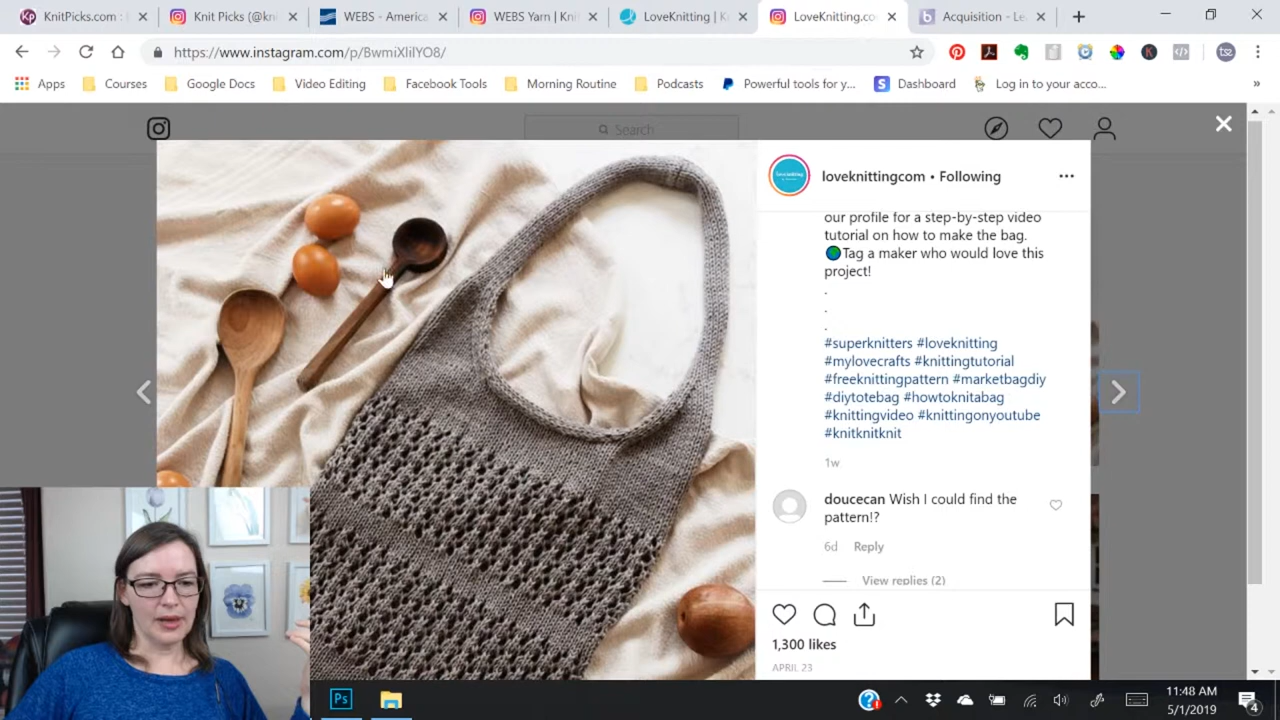 KnitPicks.com :
Knit Picks (@kni
WEBS - America
WEBS Yarn | Knit
LoveKnitting | K
LoveKnitting.co
Acquisition - Le
https://www.instagram.com/p/BwmiXliIYO8/
Apps
Courses
Google Docs
Video Editing
Facebook Tools
Morning Routine
Podcasts
Powerful tools for y...
Dashboard
Log in to your acco...
Search
loveknittingcom • Following
our profile for a step-by-step video
tutorial on how to make the bag.
Tag a maker who would love this
project!
.
.
.
#superknitters #loveknitting
#mylovecrafts #knittingtutorial
#freeknittingpattern #marketbagdiy
#diytotebag #howtoknitabag
#knittingvideo #knittingonyoutube
#knitknitknit
1w
doucecan Wish I could find the
pattern!?
6d Reply
View replies (2)
1,300 likes
APRIL 23
Ps
11:48 AM
5/1/2019
4